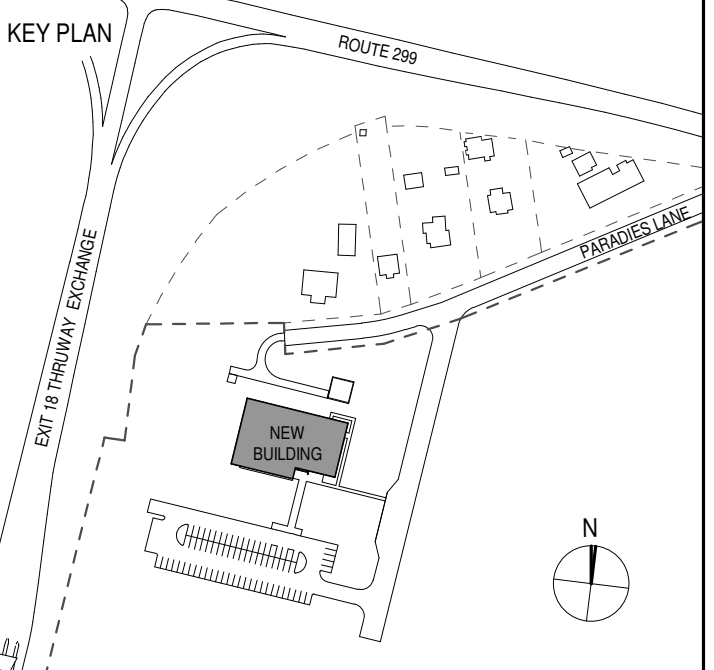 KEY PLAN
ROUTE 299
PARADIES LANE
EXIT 18 THRUWAY EXCHANGE
NEW
BUILDING
N